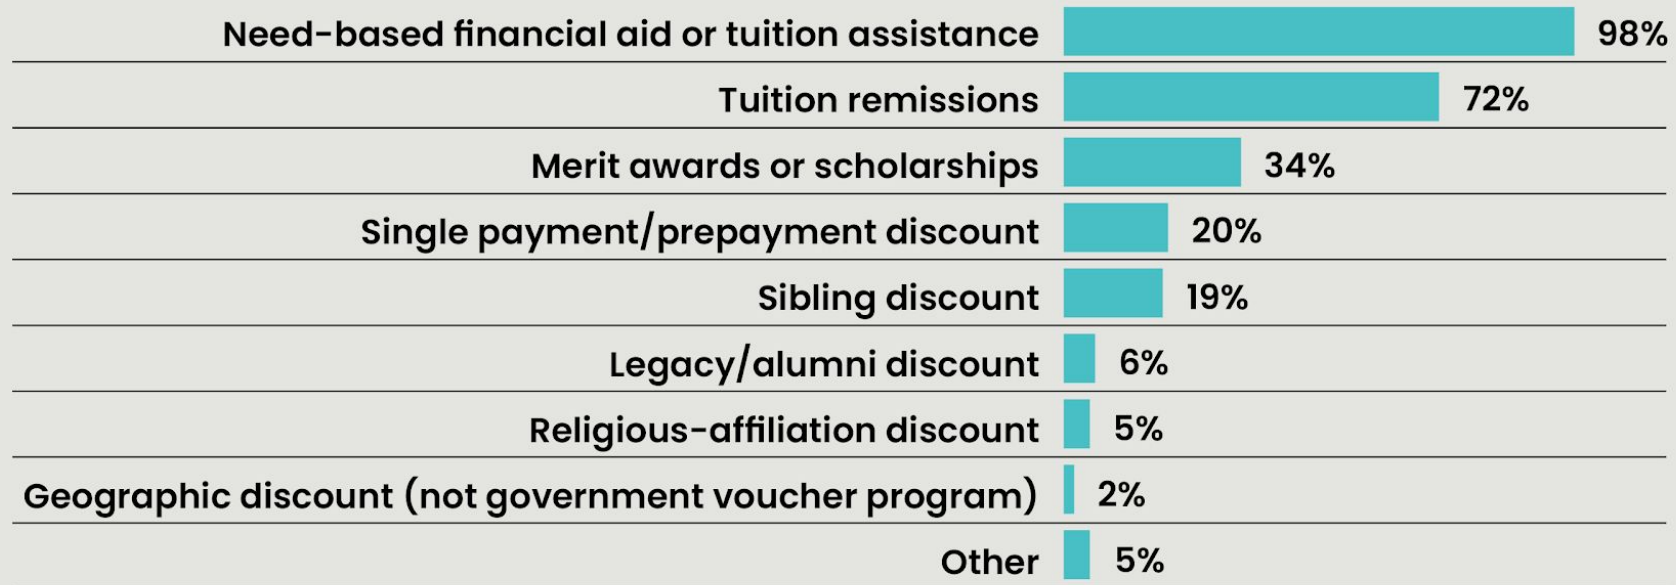 Need-based financial aid or tuition assistance 98%
Tuition remissions 72%
Merit awards or scholarships 34%
Single payment/prepayment discount 20%
Sibling discount 19%
Legacy/alumni discount 6%
Religious-affiliation discount 5%
Geographic discount (not government voucher program) 2%
Other 5%